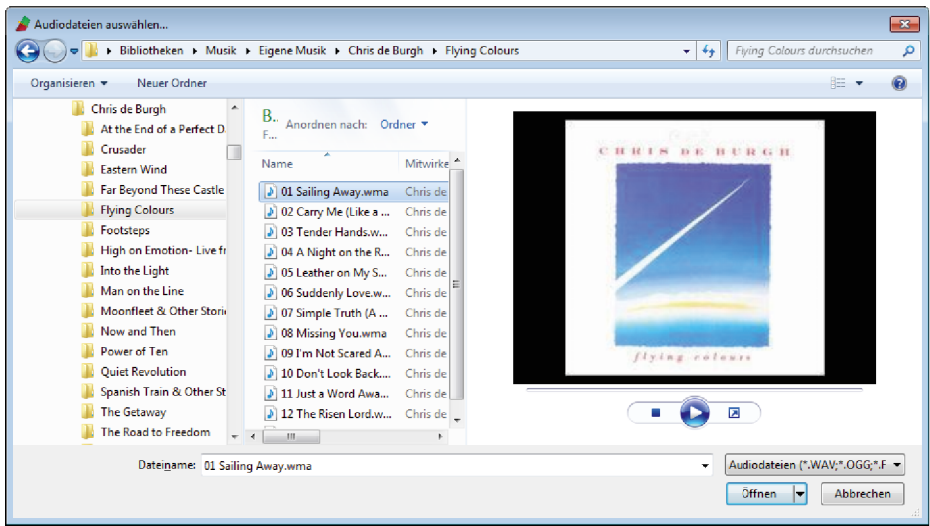 Audiodateien auswählen...
Bibliotheken Musik Eigene Musik Chris de Burgh Flying Colours
Flying Colours durchsuchen
Organisieren Neuer Ordner
Chris de Burgh
At the End of a Perfect D
Crusader
Eastern Wind
Far Beyond These Castle
Flying Colours
Footsteps
High on Emotion- Live fr
Into the Light
Man on the Line
Moonfleet & Other Storie
Now and Then
Power of Ten
Quiet Revolution
Spanish Train & Other St
The Getaway
The Road to Freedom
B..
F...
Anordnen nach: Ordner
Name Mitwirke
01 Sailing Away.wma Chris de
02 Carry Me (Like a ... Chris de
03 Tender Hands.w... Chris de
04 A Night on the R... Chris de
05 Leather on My S... Chris de
06 Suddenly Love.w... Chris de
07 Simple Truth (A ... Chris de
08 Missing You.wma Chris de
09 I'm Not Scared A... Chris de
10 Don't Look Back.... Chris de
11 Just a Word Awa... Chris de
12 The Risen Lord.w... Chris de
CHRIS DE BURGH
flying colours
Dateiname: 01 Sailing Away.wma
Audiodateien (*.WAV;*.OGG;*.F
Öffnen Abbrechen